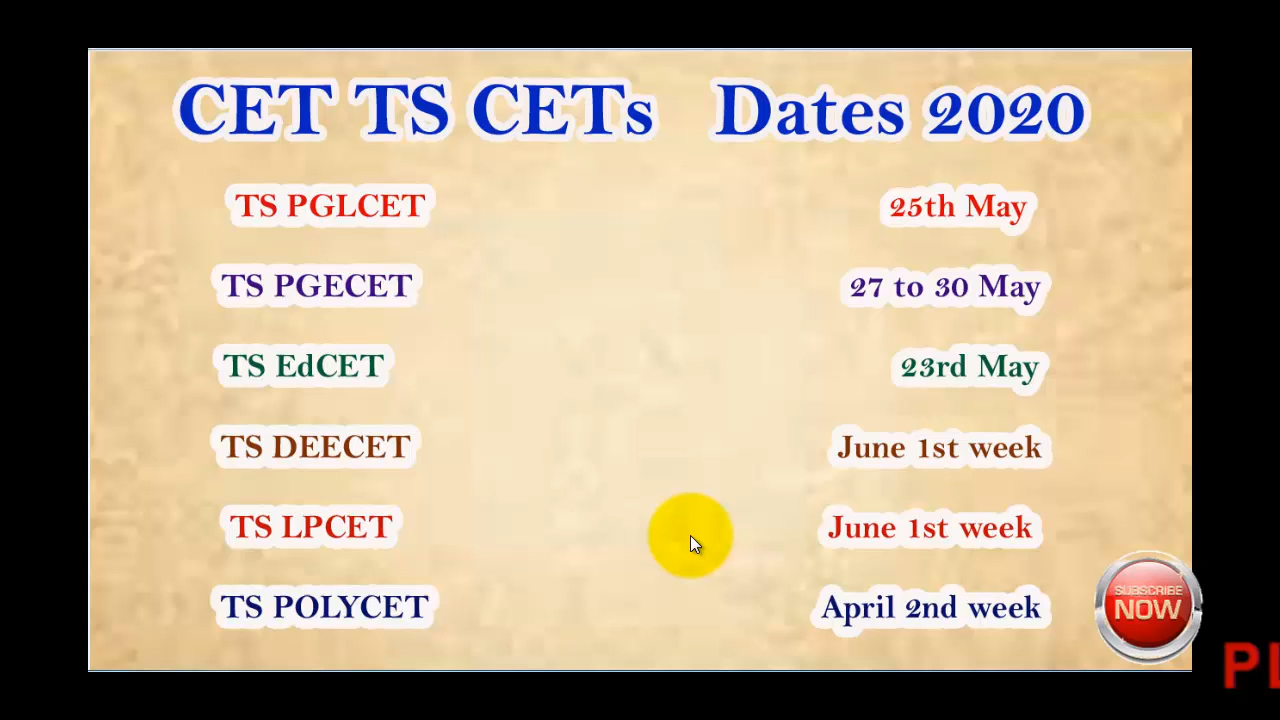 CET TS CETs Dates 2020
TS PGLCET 25th May
TS PGECET 27 to 30 May
TS EdCET 23rd May
TS DEECET June 1st week
TS LPCET June 1st week
TS POLYCET April 2nd week
SUBSCRIBE
NOW